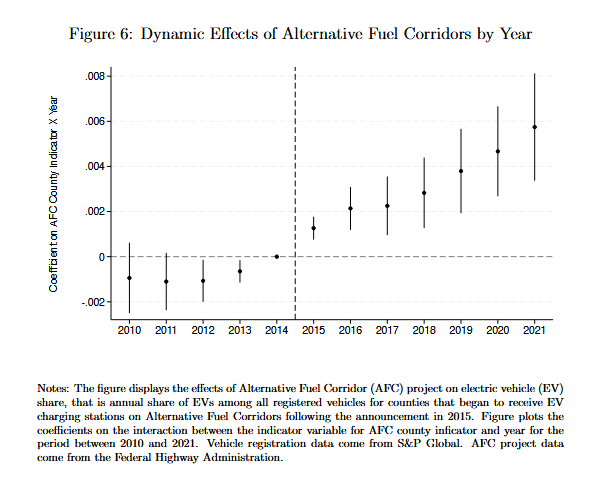 Figure 6: Dynamic Effects of Alternative Fuel Corridors by Year
Coefficient on AFC County Indicator X Year
.008
.006
.004
.002
0
-.002
2010 2011 2012 2013 2014 2015 2016 2017 2018 2019 2020 2021
Notes: The figure displays the effects of Alternative Fuel Corridor (AFC) project on electric vehicle (EV)
share, that is annual share of EVs among all registered vehicles for counties that began to receive EV
charging stations on Alternative Fuel Corridors following the announcement in 2015. Figure plots the
coefficients on the interaction between the indicator variable for AFC county inficator and year for the
period between 2010 and 2021. Vehicle registration data come from S&P Global. AFC project data
come from the Federal Highway Administration.